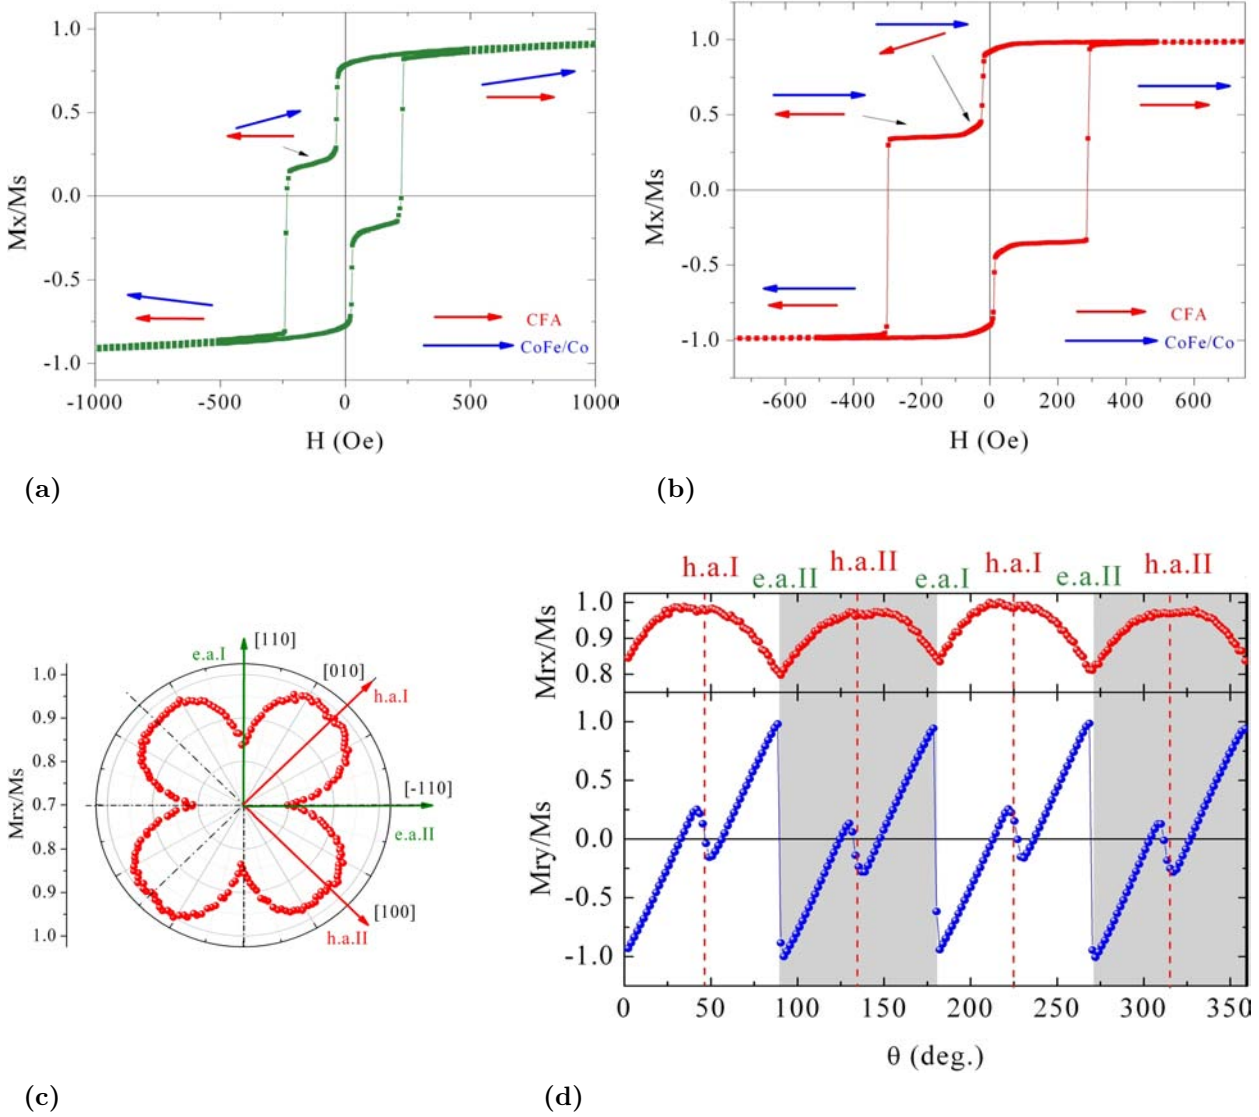 1.0
0.5
0.0
-0.5
-1.0
Mx/Ms
CFA
CoFe/Co
-1000
-500
0
500
1000
H (Oe)
(a)
1.0
0.5
0.0
-0.5
-1.0
Mx/Ms
CFA
CoFe/Co
-600
-400
-200
0
200
400
600
H (Oe)
(b)
[110]
e.a.I
[010]
h.a.I
[-110]
e.a.II
[100]
h.a.II
1.0
0.9
0.8
0.7
0.8
0.9
1.0
Mrx/Ms
(c)
h.a.I
e.a.II
h.a.II
e.a.I
h.a.I
e.a.II
h.a.II
1.0
0.9
0.8
Mrx/Ms
1.0
0.5
0.0
-0.5
-1.0
Mry/Ms
0
50
100
150
200
250
300
350
θ (deg.)
(d)